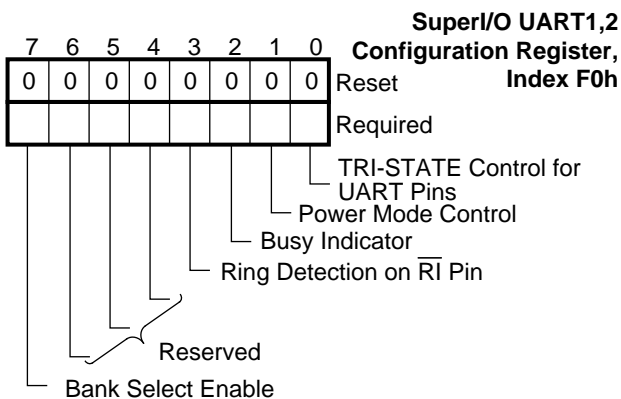 SuperI/O UART1,2
Configuration Register,
Index F0h
7 6 5 4 3 2 1 0
0 0 0 0 0 0 0 0 Reset
Required
TRI-STATE Control for
UART Pins
Power Mode Control
Busy Indicator
Ring Detection on R̅I̅ Pin
Reserved
Bank Select Enable